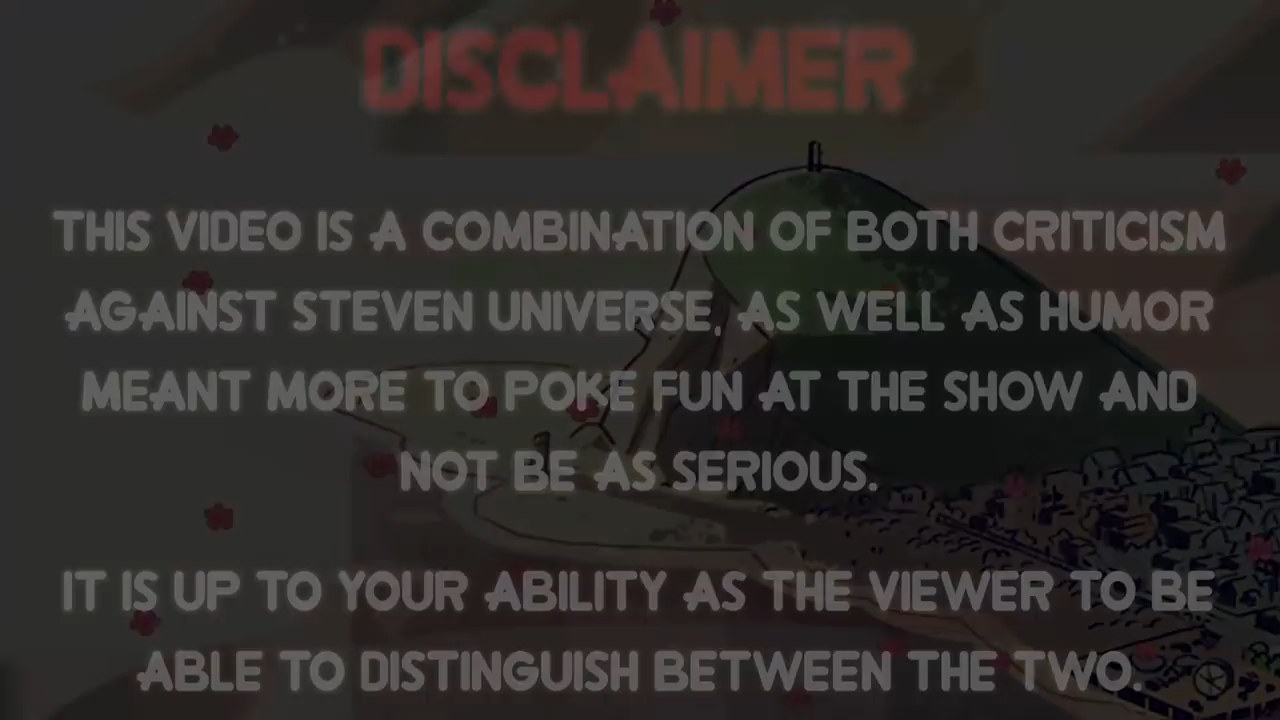 DISCLAIMER
THIS VIDEO IS A COMBINATION OF BOTH CRITICISM
AGAINST STEVEN UNIVERSE, AS WELL AS HUMOR
MEANT MORE TO POKE FUN AT THE SHOW AND
NOT BE AS SERIOUS.
IT IS UP TO YOUR ABILITY AS THE VIEWER TO BE
ABLE TO DISTINGUISH BETWEEN THE TWO.